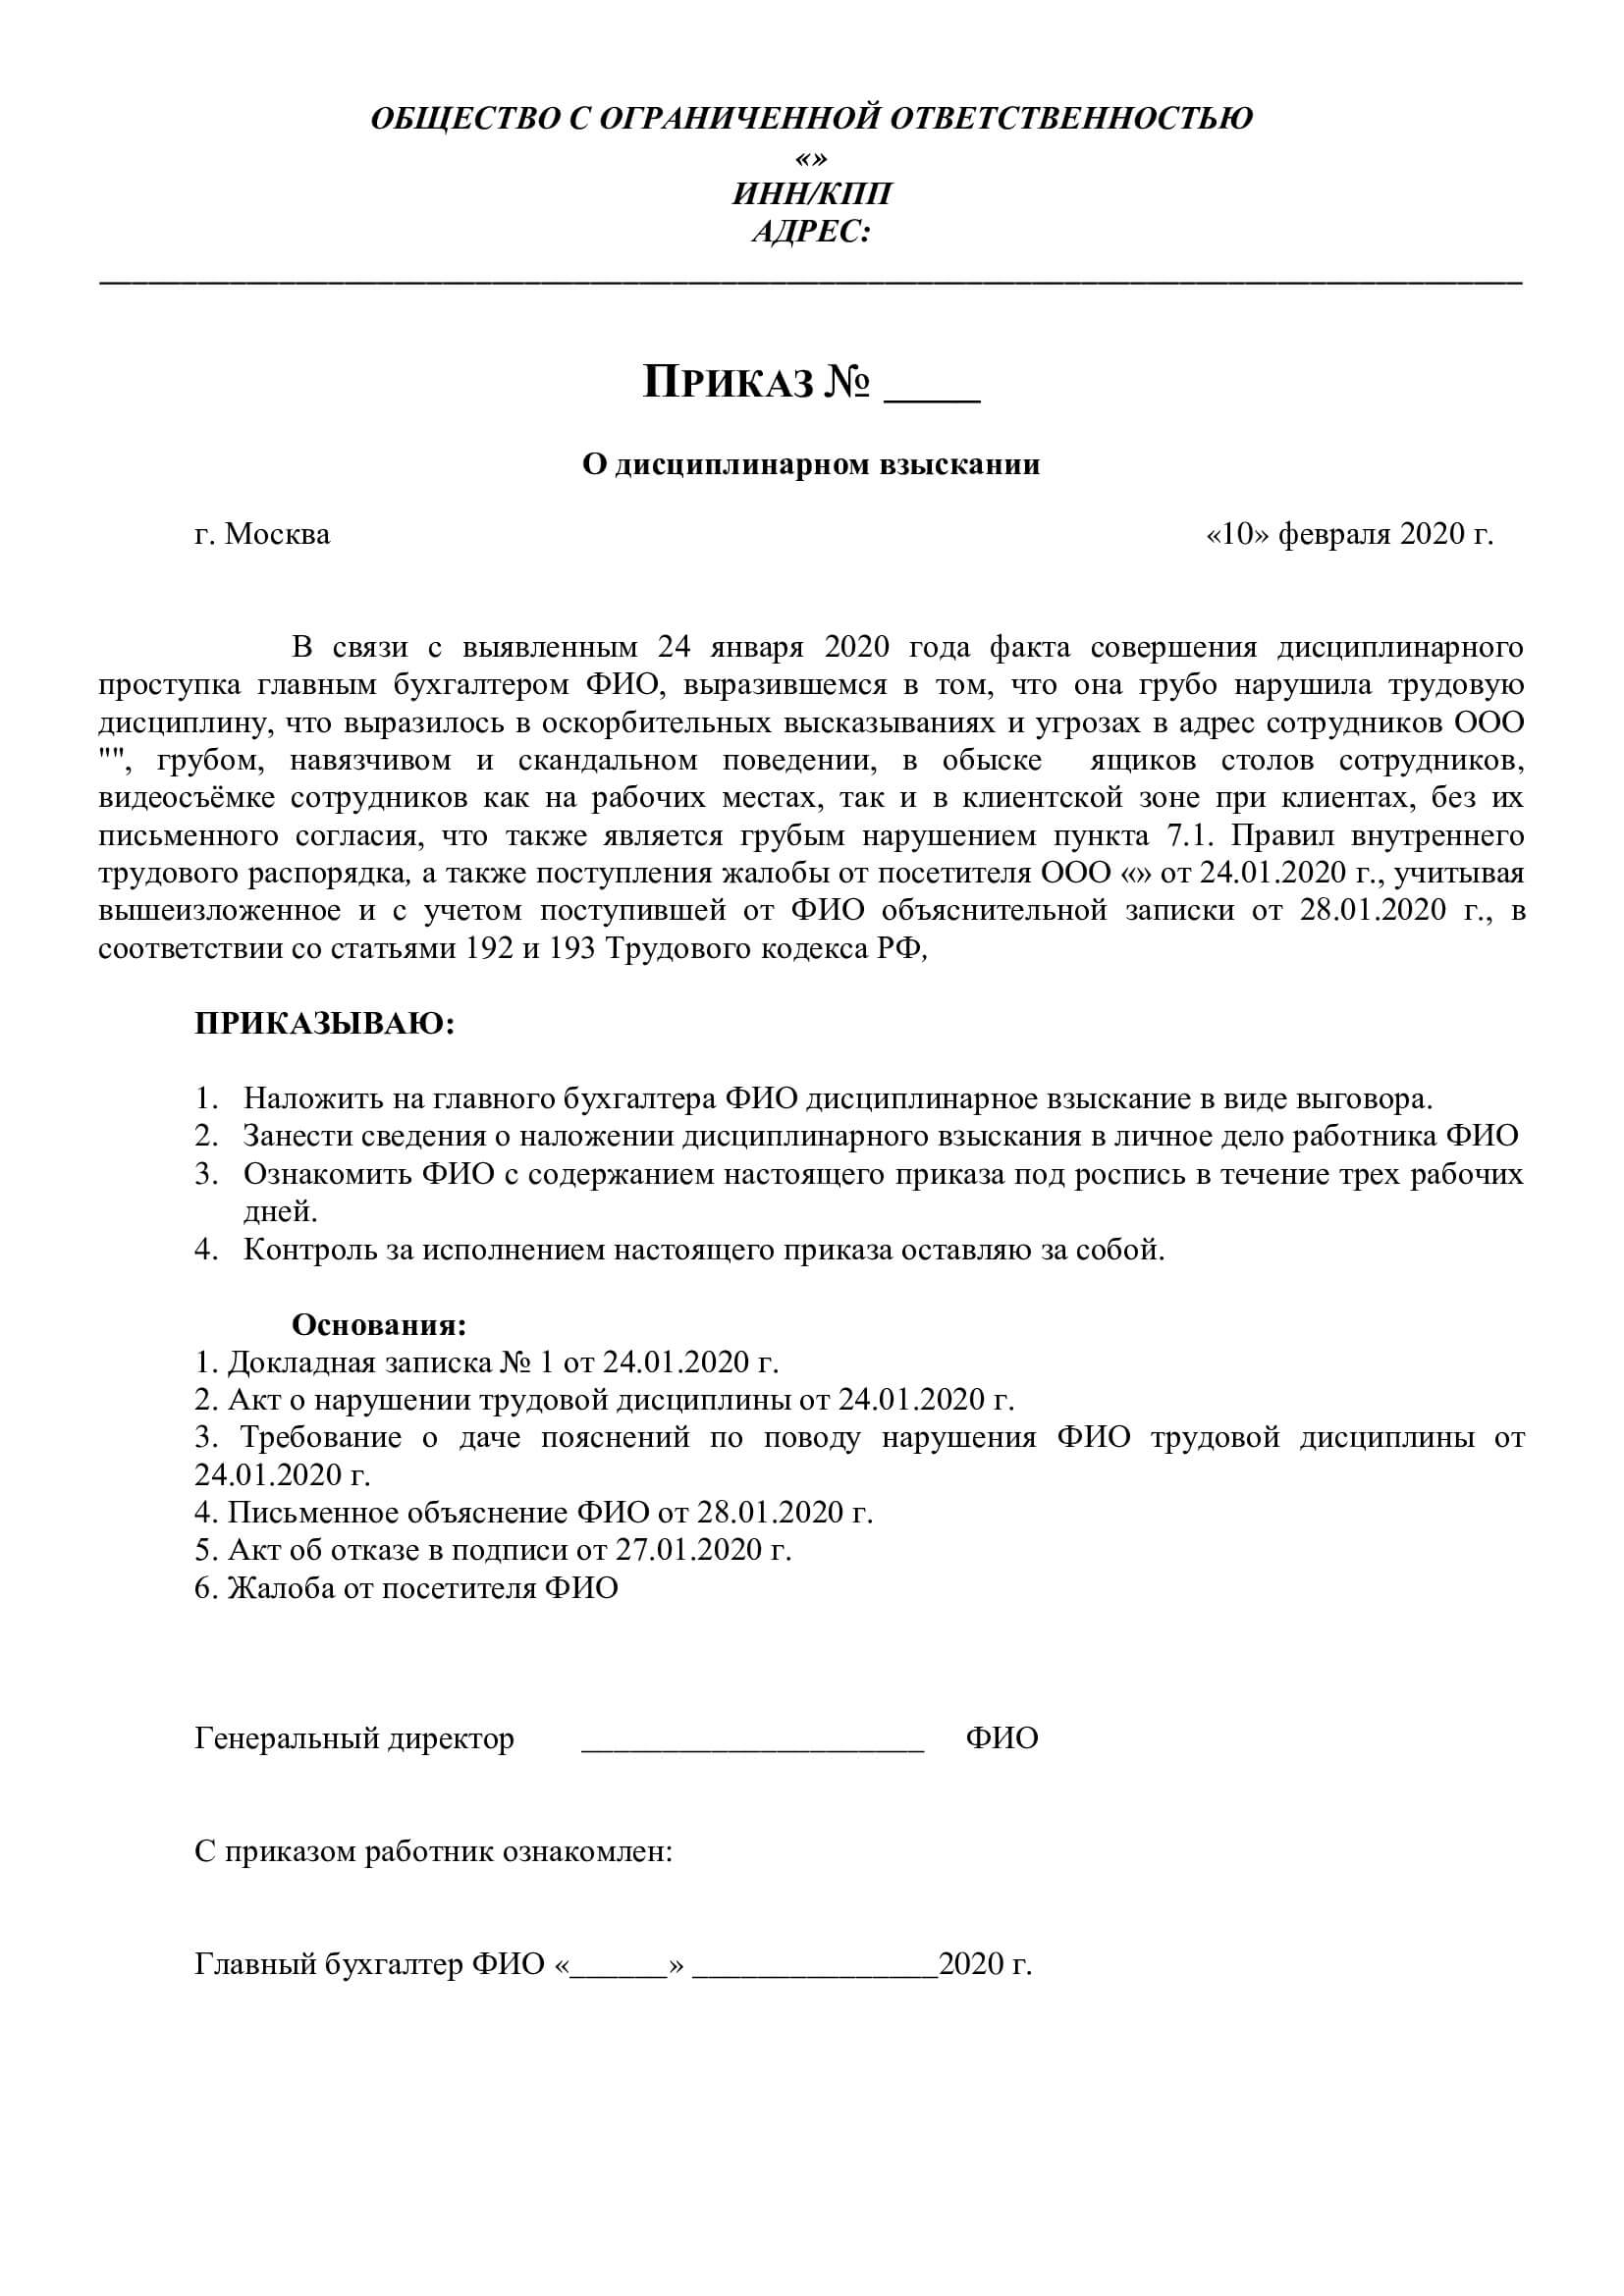 ОБЩЕСТВО С ОГРАНИЧЕННОЙ ОТВЕТСТВЕННОСТЬЮ
«»
ИНН/КПП
АДРЕС:
ПРИКАЗ № ____
О дисциплинарном взыскании
г. Москва «10» февраля 2020 г.
В связи с выявленным 24 января 2020 года факта совершения дисциплинарного
проступка главным бухгалтером ФИО, выразившемся в том, что она грубо нарушила трудовую
дисциплину, что выразилось в оскорбительных высказываниях и угрозах в адрес сотрудников ООО
"", грубом, навязчивом и скандальном поведении, в обыске ящиков столов сотрудников,
видеосъёмке сотрудников как на рабочих местах, так и в клиентской зоне при клиентах, без их
письменного согласия, что также является грубым нарушением пункта 7.1. Правил внутреннего
трудового распорядка, а также поступления жалобы от посетителя ООО «» от 24.01.2020 г., учитывая
вышеизложенное и с учетом поступившей от ФИО объяснительной записки от 28.01.2020 г., в
соответствии со статьями 192 и 193 Трудового кодекса РФ,
ПРИКАЗЫВАЮ:
1. Наложить на главного бухгалтера ФИО дисциплинарное взыскание в виде выговора.
2. Занести сведения о наложении дисциплинарного взыскания в личное дело работника ФИО
3. Ознакомить ФИО с содержанием настоящего приказа под роспись в течение трех рабочих
дней.
4. Контроль за исполнением настоящего приказа оставляю за собой.
Основания:
1. Докладная записка № 1 от 24.01.2020 г.
2. Акт о нарушении трудовой дисциплины от 24.01.2020 г.
3. Требование о даче пояснений по поводу нарушения ФИО трудовой дисциплины от
24.01.2020 г.
4. Письменное объяснение ФИО от 28.01.2020 г.
5. Акт об отказе в подписи от 27.01.2020 г.
6. Жалоба от посетителя ФИО
Генеральный директор _____________________ ФИО
С приказом работник ознакомлен:
Главный бухгалтер ФИО «______» _______________2020 г.